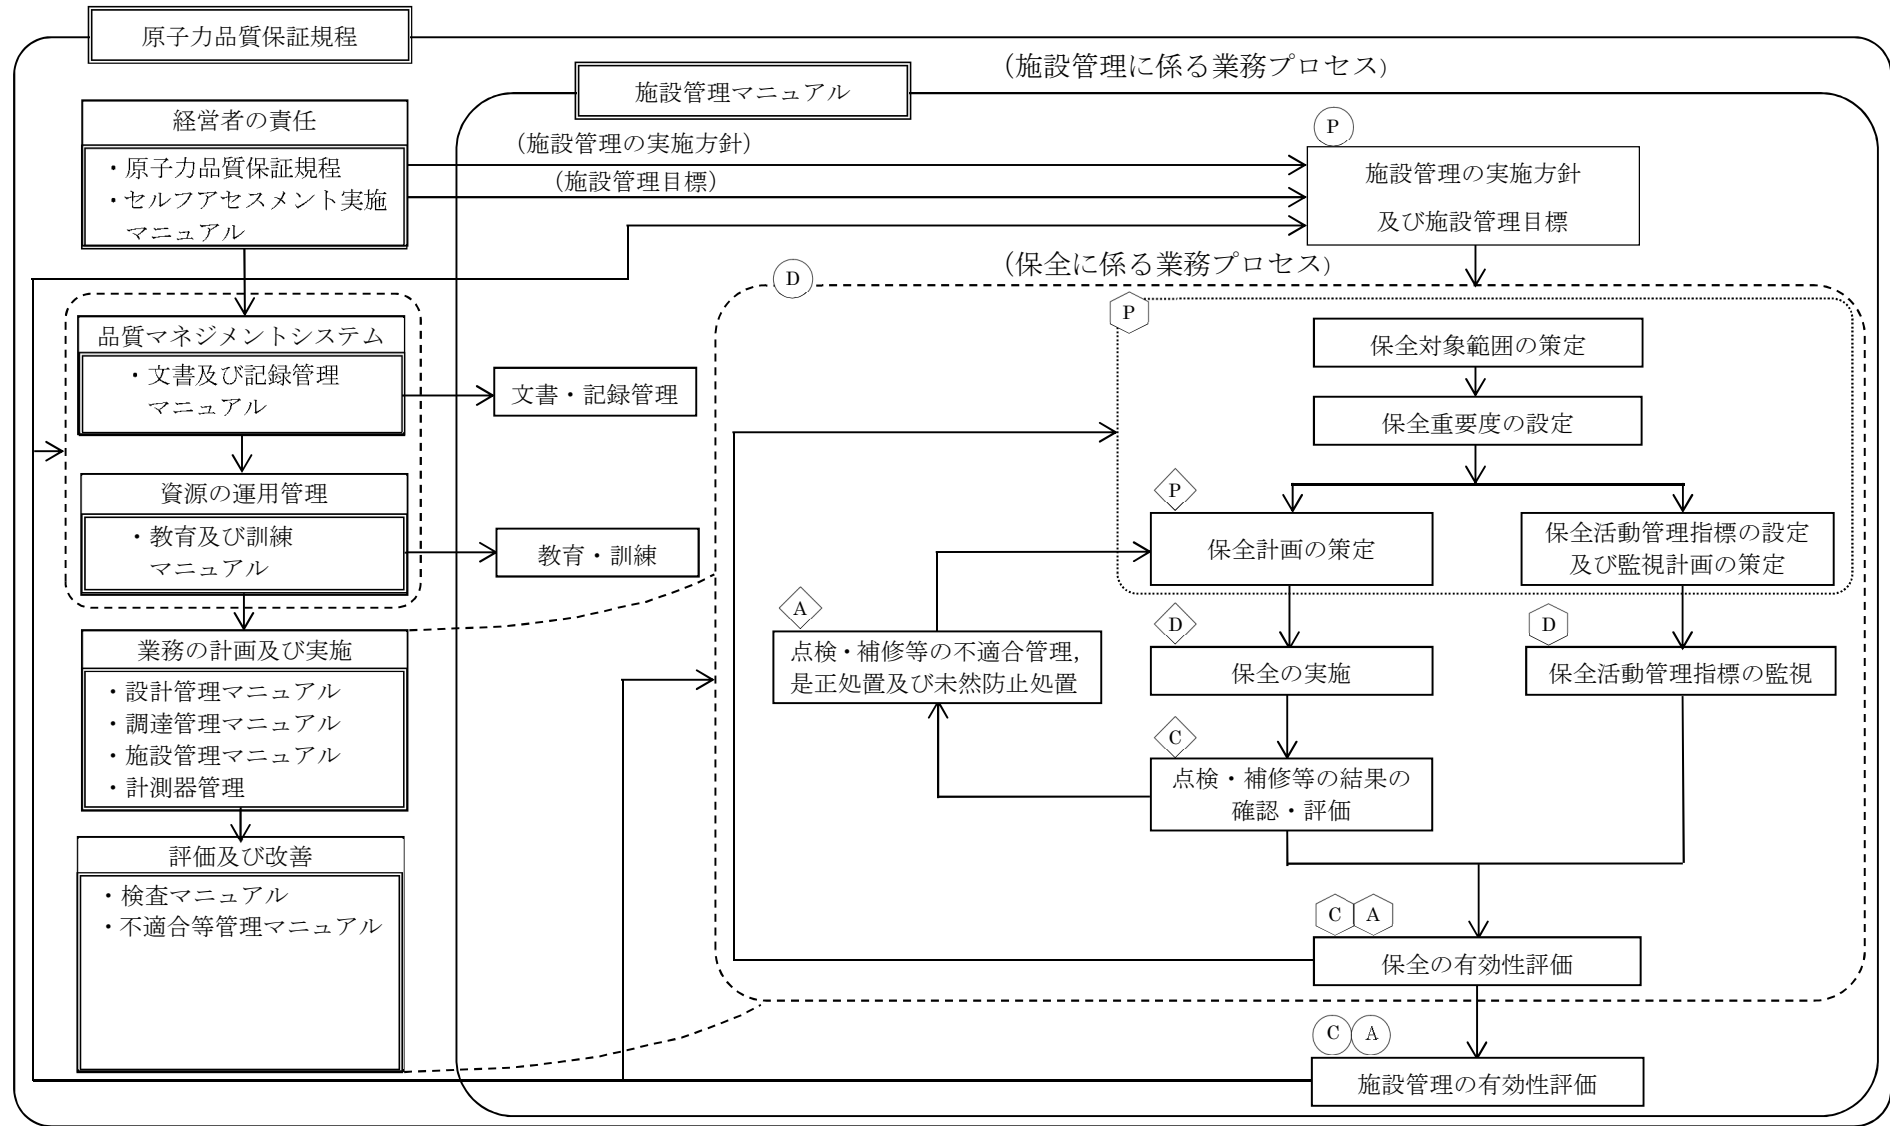 原子力品質保証規程
(施設管理に係る業務プロセス)
施設管理マニュアル
経営者の責任
・原子力品質保証規程
・セルフアセスメント実施
マニュアル
(施設管理の実施方針)
(施設管理目標)
P
施設管理の実施方針
及び施設管理目標
(保全に係る業務プロセス)
D
品質マネジメントシステム
・文書及び記録管理
マニュアル
文書・記録管理
資源の運用管理
・教育及び訓練
マニュアル
教育・訓練
業務の計画及び実施
・設計管理マニュアル
・調達管理マニュアル
・施設管理マニュアル
・計測器管理
評価及び改善
・検査マニュアル
・不適合等管理マニュアル
P
保全対象範囲の策定
保全重要度の設定
P
保全計画の策定
保全活動管理指標の設定
及び監視計画の策定
A
点検・補修等の不適合管理,
是正処置及び未然防止処置
D
保全の実施
D
保全活動管理指標の監視
C
点検・補修等の結果の
確認・評価
C A
保全の有効性評価
C A
施設管理の有効性評価